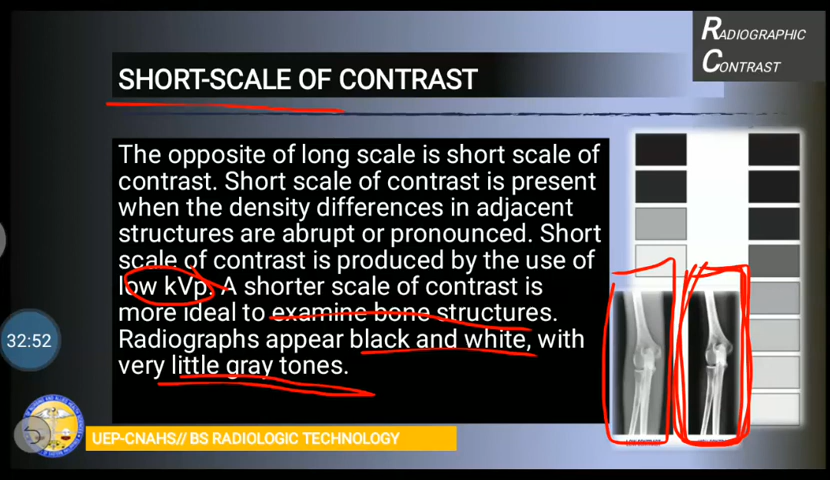 RADIOGRAPHIC
CONTRAST
SHORT-SCALE OF CONTRAST
The opposite of long scale is short scale of
contrast. Short scale of contrast is present
when the density differences in adjacent
structures are abrupt or pronounced. Short
scale of contrast is produced by the use of
low kVp. A shorter scale of contrast is
more ideal to examine bone structures.
Radiographs appear black and white, with
very little gray tones.
32:52
UEP-CNAHS// BS RADIOLOGIC TECHNOLOGY